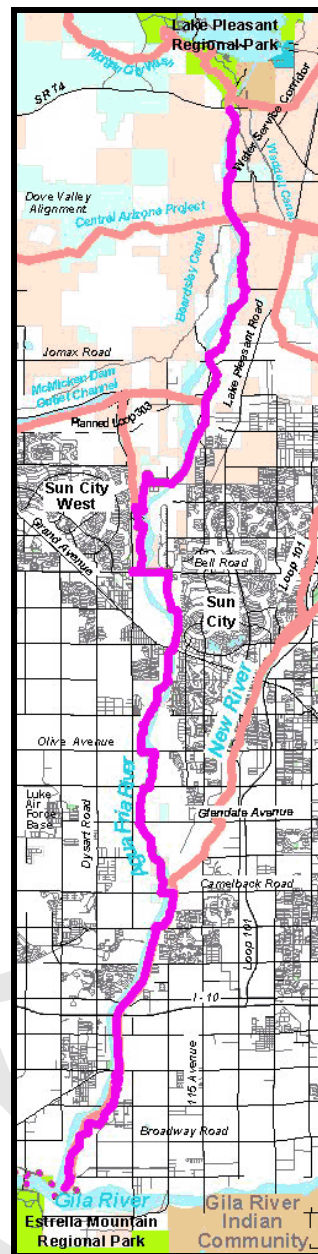 Lake Pleasant
Regional Park
Morgan City Wash
SR 74
Water Service Corridor
Waddell Canal
Dove Valley
Alignment
Central Arizona Project
Beardsley Canal
Lake Pleasant Road
Jomax Road
McMicken Dam
Outlet Channel
Planned Loop 303
Sun City
West
Grand Avenue
Bell Road
Loop 101
Sun
City
New River
Olive Avenue
Agua Fria River
Luke Air
Force
Base
Dysart Road
Glendale Avenue
Camelback Road
Loop 101
I - 10
115 Avenue
Broadway Road
Gila River
Estrella Mountain
Regional Park
Gila River
Indian
Community